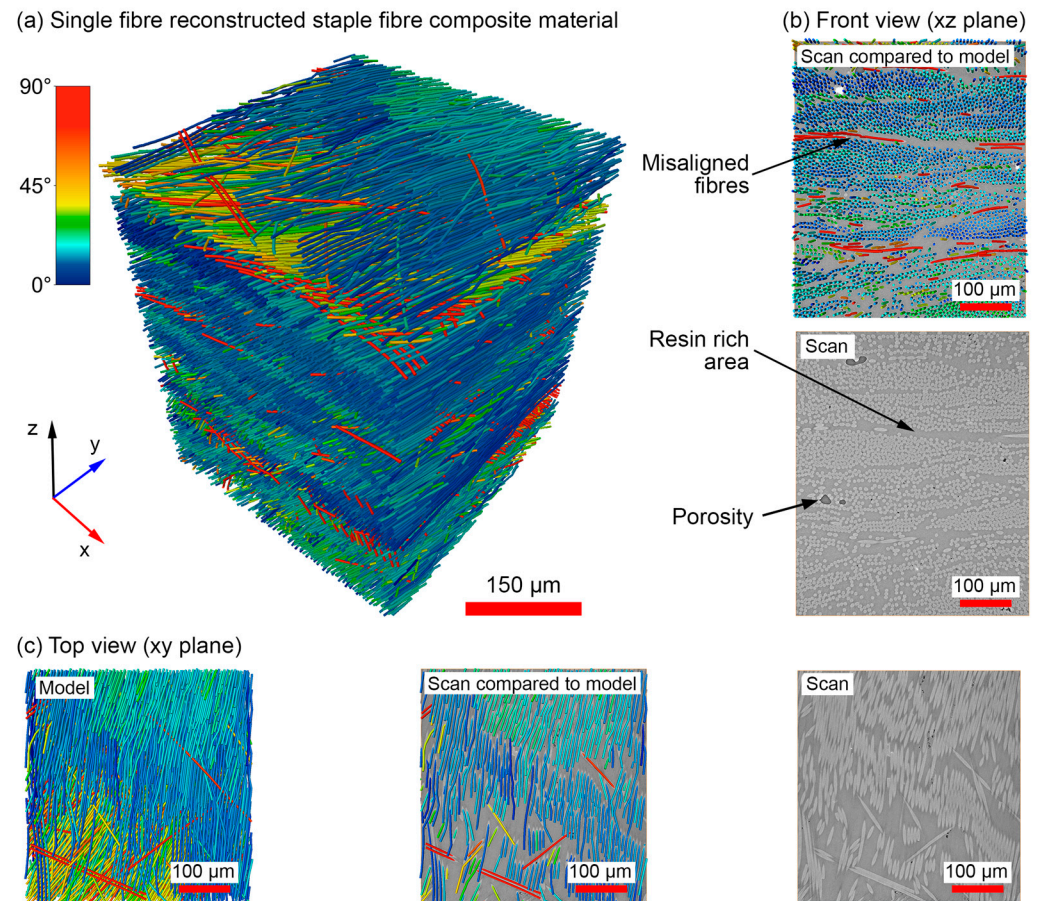 (a) Single fibre reconstructed staple fibre composite material
90°
45°
0°
z
y
x
150 µm
(b) Front view (xz plane)
Scan compared to model
Misaligned
fibres
100 µm
Scan
Resin rich
area
Porosity
100 µm
(c) Top view (xy plane)
Model
100 µm
Scan compared to model
100 µm
Scan
100 µm